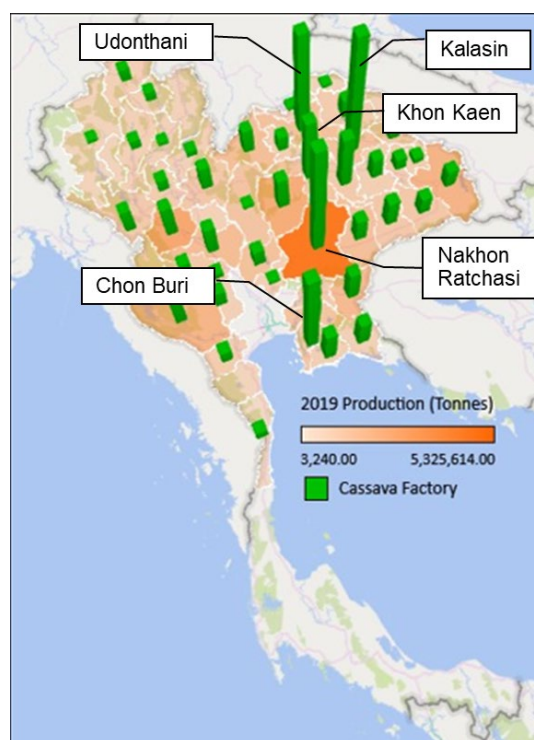 Udonthani
Kalasin
Khon Kaen
Nakhon
Ratchasi
Chon Buri
2019 Production (Tonnes)
3,240.00 5,325,614.00
Cassava Factory